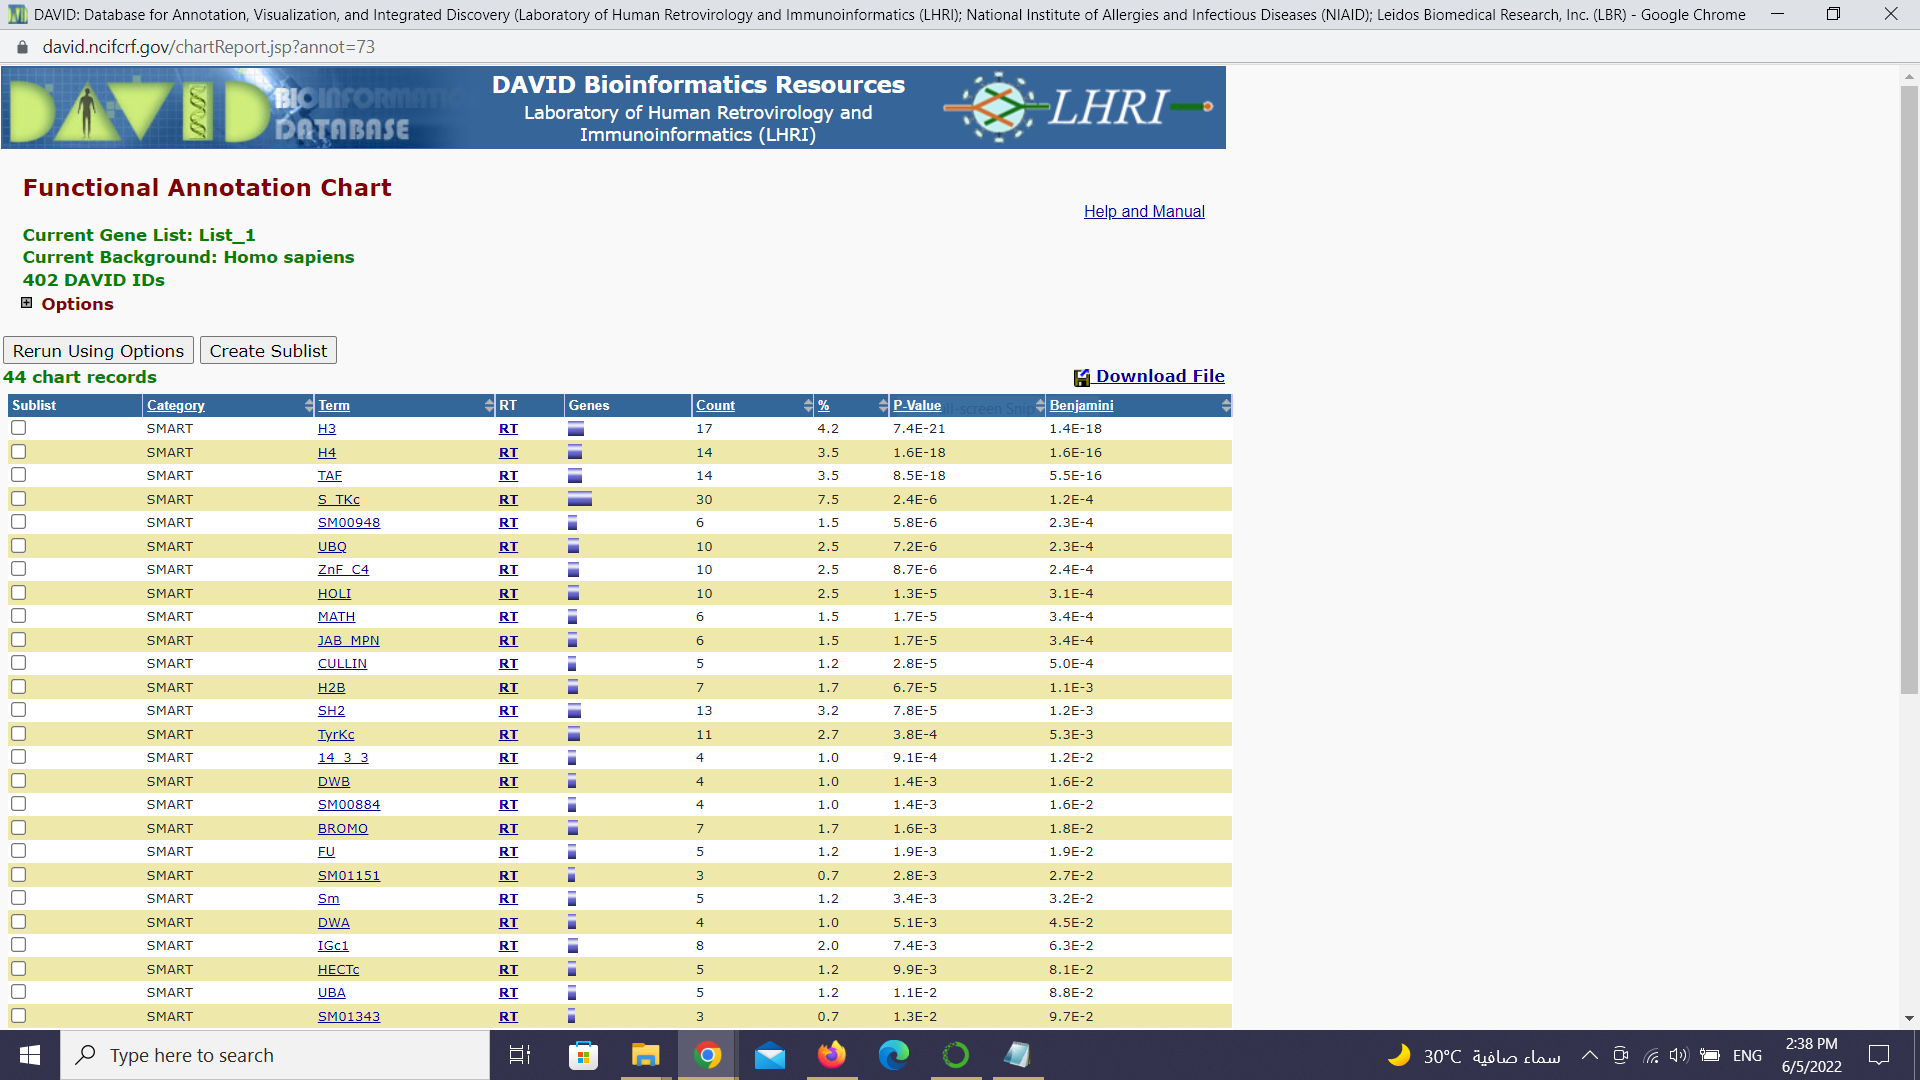 DAVID: Database for Annotation, Visualization, and Integrated Discovery (Laboratory of Human Retrovirology and Immunoinformatics (LHRI); National Institute of Allergies and Infectious Diseases (NIAID); Leidos Biomedical Research, Inc. (LBR) - Google Chrome
david.ncifcrf.gov/chartReport.jsp?annot=73
DAVID BIOINFORMATICS DATABASE
DAVID Bioinformatics Resources
Laboratory of Human Retrovirology and
Immunoinformatics (LHRI)
LHRI
Functional Annotation Chart
Help and Manual
Current Gene List: List_1
Current Background: Homo sapiens
402 DAVID IDs
Options
Rerun Using Options Create Sublist
44 chart records Download File
Sublist Category Term RT Genes Count % P-Value Benjamini
SMART H3 RT 17 4.2 7.4E-21 1.4E-18
SMART H4 RT 14 3.5 1.6E-18 1.6E-16
SMART TAF RT 14 3.5 8.5E-18 5.5E-16
SMART S_TKc RT 30 7.5 2.4E-6 1.2E-4
SMART SM00948 RT 6 1.5 5.8E-6 2.3E-4
SMART UBQ RT 10 2.5 7.2E-6 2.3E-4
SMART ZnF_C4 RT 10 2.5 8.7E-6 2.4E-4
SMART HOLI RT 10 2.5 1.3E-5 3.1E-4
SMART MATH RT 6 1.5 1.7E-5 3.4E-4
SMART JAB_MPN RT 6 1.5 1.7E-5 3.4E-4
SMART CULLIN RT 5 1.2 2.8E-5 5.0E-4
SMART H2B RT 7 1.7 6.7E-5 1.1E-3
SMART SH2 RT 13 3.2 7.8E-5 1.2E-3
SMART TyrKc RT 11 2.7 3.8E-4 5.3E-3
SMART 14_3_3 RT 4 1.0 9.1E-4 1.2E-2
SMART DWB RT 4 1.0 1.4E-3 1.6E-2
SMART SM00884 RT 4 1.0 1.4E-3 1.6E-2
SMART BROMO RT 7 1.7 1.6E-3 1.8E-2
SMART FU RT 5 1.2 1.9E-3 1.9E-2
SMART SM01151 RT 3 0.7 2.8E-3 2.7E-2
SMART Sm RT 5 1.2 3.4E-3 3.2E-2
SMART DWA RT 4 1.0 5.1E-3 4.5E-2
SMART IGc1 RT 8 2.0 7.4E-3 6.3E-2
SMART HECTc RT 5 1.2 9.9E-3 8.1E-2
SMART UBA RT 5 1.2 1.1E-2 8.8E-2
SMART SM01343 RT 3 0.7 1.3E-2 9.7E-2
Type here to search
30°C سماء صافية
ENG
2:38 PM
6/5/2022